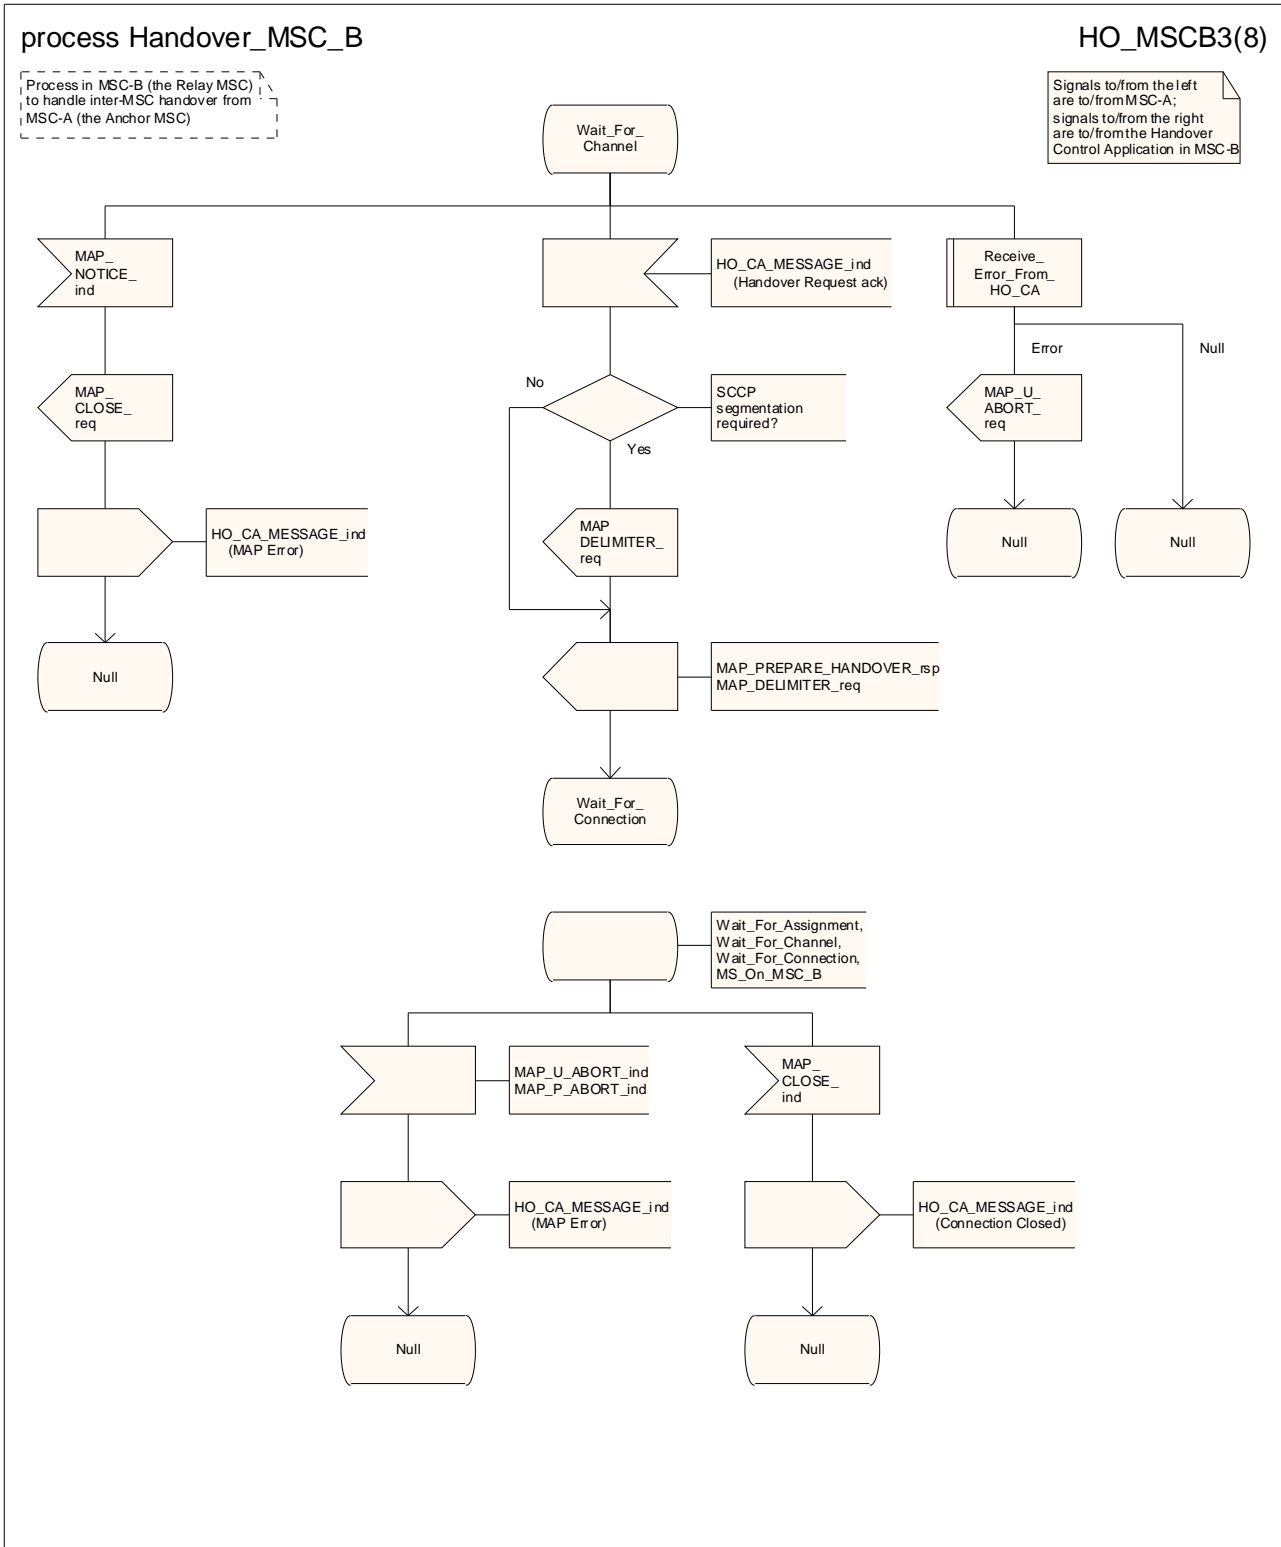 process Handover_MSC_B
HO_MSCB3(8)
Process in MSC-B (the Relay MSC)
to handle inter-MSC handover from
MSC-A (the Anchor MSC)
Signals to/from the left
are to/from MSC-A;
signals to/from the right
are to/from the Handover
Control Application in MSC-B
Wait_For_
Channel
MAP_
NOTICE_
ind
HO_CA_MESSAGE_ind
(Handover Request ack)
Receive_
Error_From_
HO_CA
Error
Null
No
MAP_
CLOSE_
req
SCCP
segmentation
required?
MAP_U_
ABORT_
req
Yes
HO_CA_MESSAGE_ind
(MAP Error)
MAP
DELIMITER_
req
Null
Null
Null
MAP_PREPARE_HANDOVER_rsp
MAP_DELIMITER_req
Wait_For_
Connection
Wait_For_Assignment,
Wait_For_Channel,
Wait_For_Connection,
MS_On_MSC_B
MAP_U_ABORT_ind
MAP_P_ABORT_ind
MAP_
CLOSE_
ind
HO_CA_MESSAGE_ind
(MAP Error)
HO_CA_MESSAGE_ind
(Connection Closed)
Null
Null